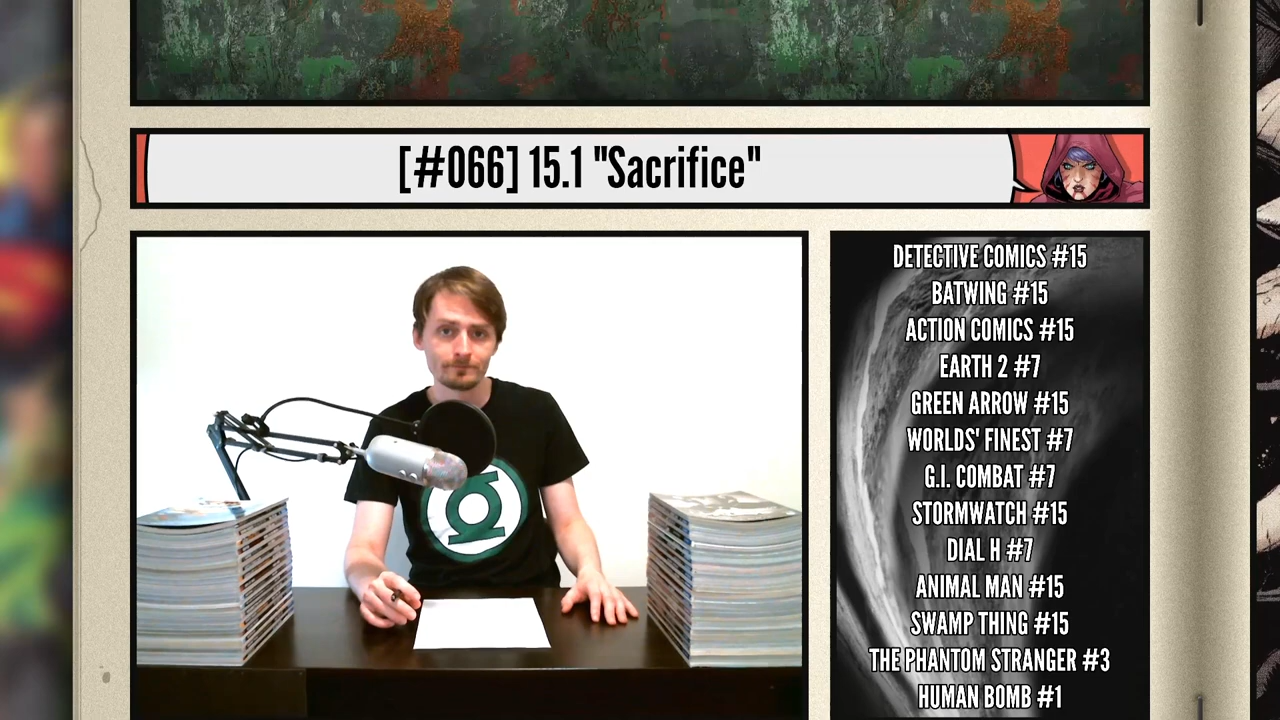 [#066] 15.1 "Sacrifice"
DETECTIVE COMICS #15
BATWING #15
ACTION COMICS #15
EARTH 2 #7
GREEN ARROW #15
WORLDS' FINEST #7
G.I. COMBAT #7
STORMWATCH #15
DIAL H #7
ANIMAL MAN #15
SWAMP THING #15
THE PHANTOM STRANGER #3
HUMAN BOMB #1